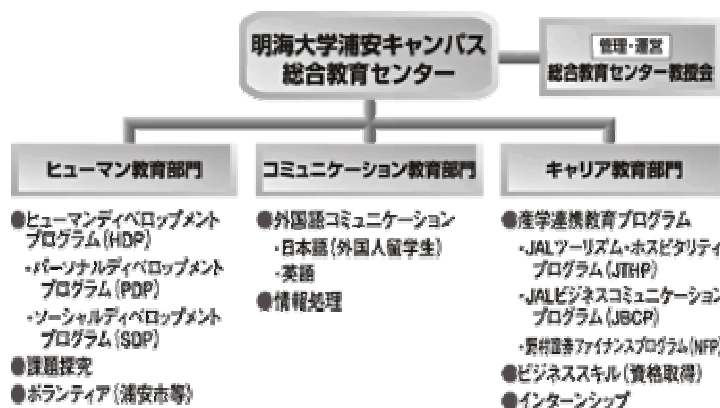 明海大学浦安キャンパス
総合教育センター
管理・運営
総合教育センター教授会
ヒューマン教育部門
●ヒューマンディベロップメント
プログラム(HDP)
・パーソナルディベロップメント
プログラム(PDP)
・ソーシャルディベロップメント
プログラム(SDP)
●課題探究
●ボランティア(浦安市等)
コミュニケーション教育部門
●外国語コミュニケーション
・日本語(外国人留学生)
・英語
●情報処理
キャリア教育部門
●産学連携教育プログラム
・JALツーリズム・ホスピタリティ
プログラム(JTHP)
・JALビジネスコミュニケーション
プログラム(JBCP)
・野村證券ファイナンスプログラム(NFP)
●ビジネススキル(資格取得)
●インターンシップ